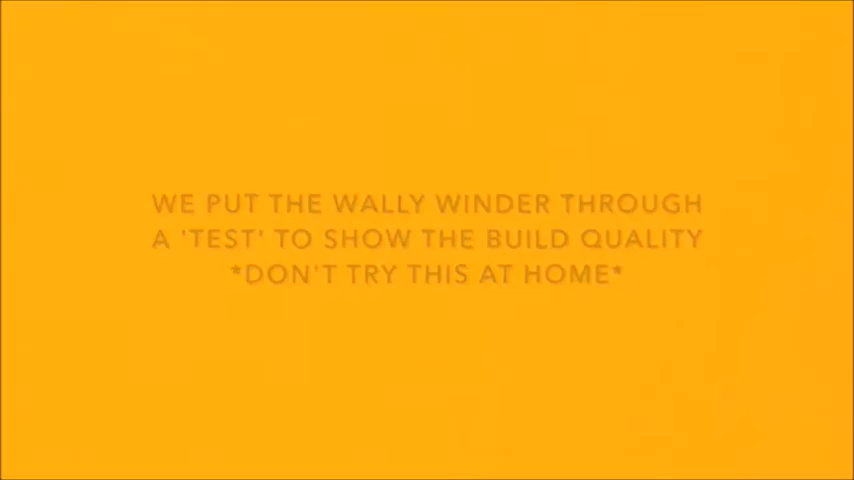 WE PUT THE WALLY WINDER THROUGH
A 'TEST' TO SHOW THE BUILD QUALITY
*DON'T TRY THIS AT HOME*